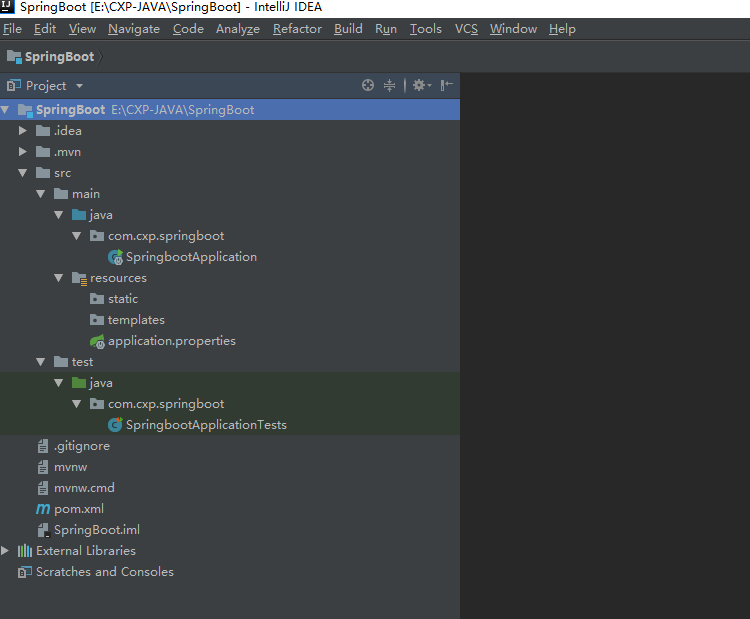 SpringBoot [E:\CXP-JAVA\SpringBoot] - IntelliJ IDEA
File Edit View Navigate Code Analyze Refactor Build Run Tools VCS Window Help
SpringBoot
Project
SpringBoot E:\CXP-JAVA\SpringBoot
.idea
.mvn
src
main
java
com.cxp.springboot
SpringbootApplication
resources
static
templates
application.properties
test
java
com.cxp.springboot
SpringbootApplicationTests
.gitignore
mvnw
mvnw.cmd
pom.xml
SpringBoot.iml
External Libraries
Scratches and Consoles